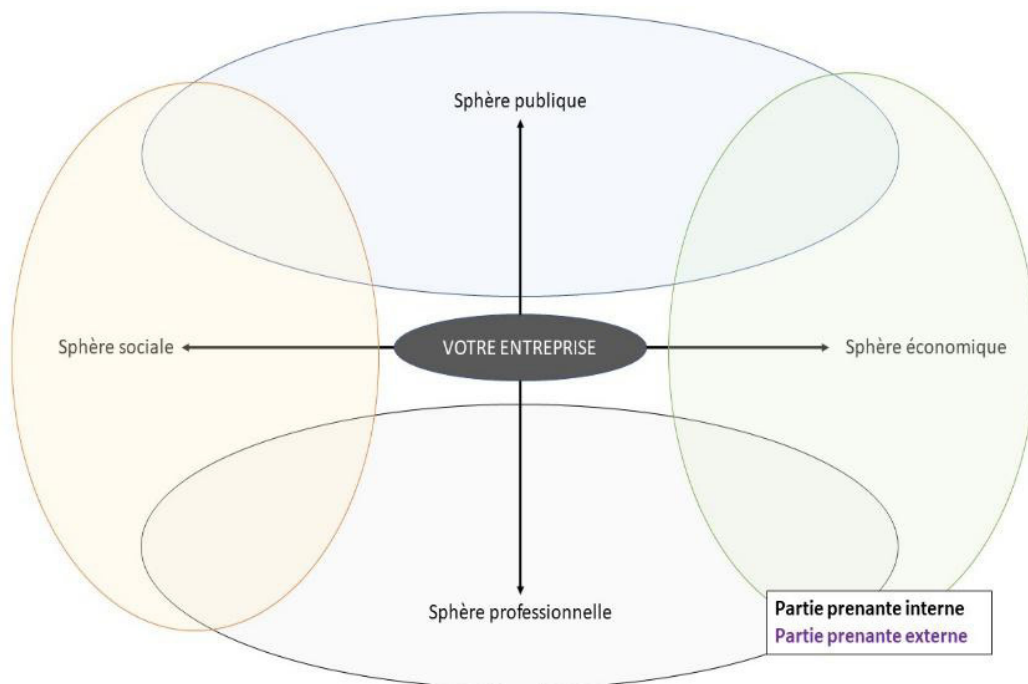 Sphère publique
Sphère sociale
VOTRE ENTREPRISE
Sphère économique
Sphère professionnelle
Partie prenante interne
Partie prenante externe